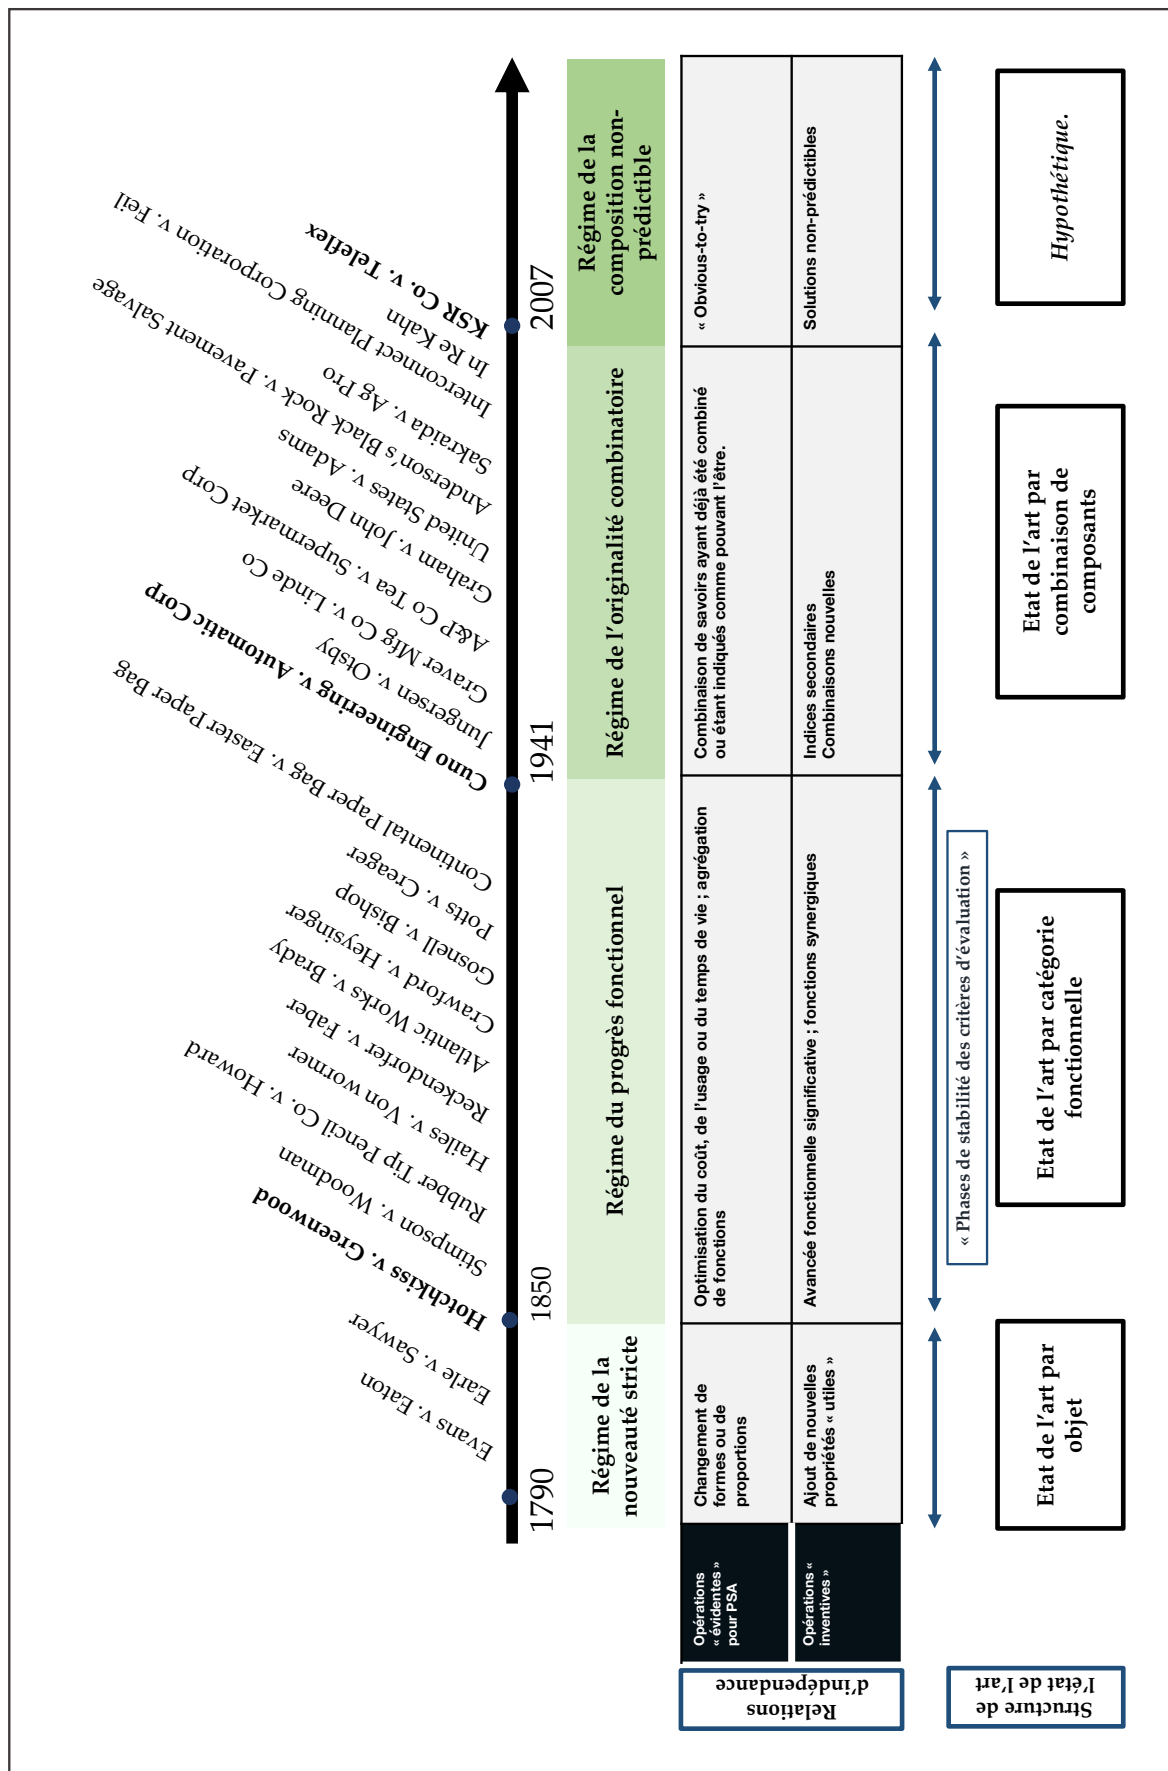 Evans v. Eaton
Earle v. Sawyer
Hotchkiss v. Greenwood
Stimpson v. Woodman
Rubber Tip Pencil Co. v. Howard
Hailes v. Von wormer
Reckendorfer v. Faber
Atlantic Works v. Brady
Crawford v. Heysinger
Gosnell v. Bishop
Potts v. Creager
Continental Paper Bag v. Easter Paper Bag
Cuno Engineering v. Automatic Corp
Jungersen v. Otsby
Graver Mfg Co v. Linde Co
A&P Co Tea v. Supermarket Corp
Graham v. John Deere
United States v. Adams
Anderson's Black Rock v. Pavement Salvage
Sakraida v. Ag Pro
Interconnect Planning Corporation v. Feil
In Re Kahn
KSR Co. v. Teleflex
1790
1850
1941
2007
Régime de la
nouveauté stricte
Régime du progrès fonctionnel
Régime de l'originalité combinatoire
Régime de la
composition non-
prédictible
Relations
d'indépendance
Opérations
« évidentes »
pour PSA
Changement de
formes ou de
proportions
Optimisation du coût, de l'usage ou du temps de vie ; agrégation
de fonctions
Combinaison de savoirs ayant déjà été combiné
ou étant indiqués comme pouvant l'être.
« Obvious-to-try »
Opérations «
inventives »
Ajout de nouvelles
propriétés « utiles »
Avancée fonctionnelle significative ; fonctions synergiques
Indices secondaires
Combinaisons nouvelles
Solutions non-prédictibles
« Phases de stabilité des critères d'évaluation »
Structure de
l'état de l'art
Etat de l'art par
objet
Etat de l'art par catégorie
fonctionnelle
Etat de l'art par
combinaison de
composants
Hypothétique.